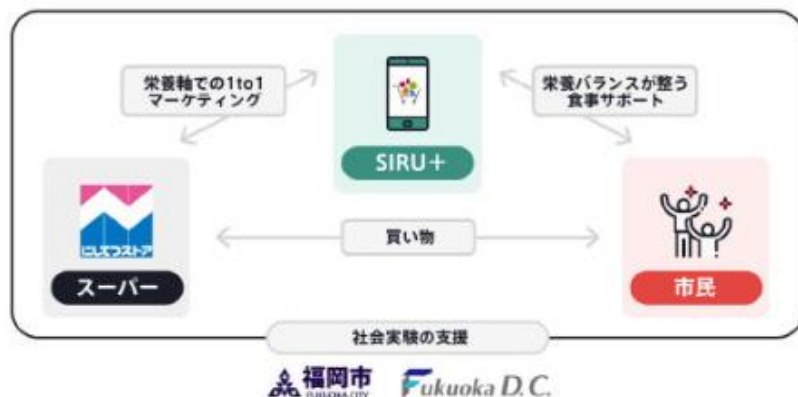 栄養軸での1to1
マーケティング
栄養バランスが整う
食事サポート
SIRU+
にしてつストア
買い物
スーパー
市民
社会実験の支援
福岡市
FUKUOKA CITY
Fukuoka D.C.